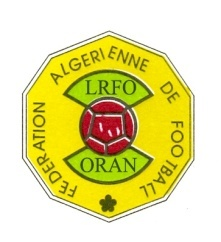 FEDERATION ALGERIENNE DE FOOTBALL
LRFO
ORAN